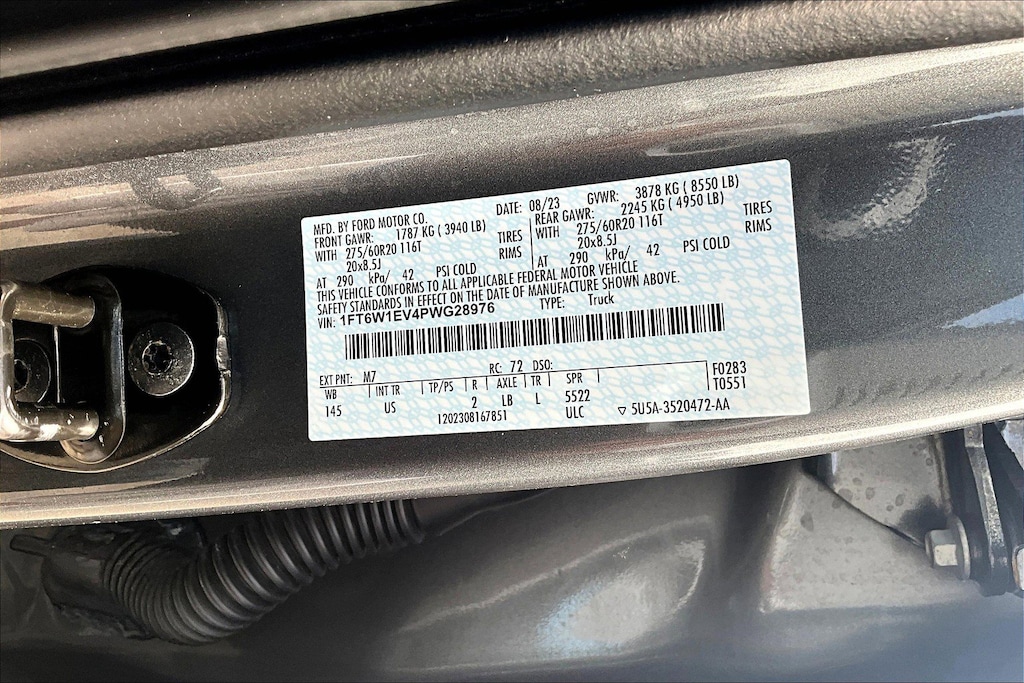 MFD. BY FORD MOTOR CO.
DATE: 08/23 GVWR: 3878 KG ( 8550 LB)
FRONT GAWR: 1787 KG ( 3940 LB) REAR GAWR: 2245 KG ( 4950 LB)
WITH 275/60R20 116T TIRES WITH 275/60R20 116T TIRES
20x8.5J RIMS 20x8.5J RIMS
AT 290 kPa/ 42 PSI COLD AT 290 kPa/ 42 PSI COLD
THIS VEHICLE CONFORMS TO ALL APPLICABLE FEDERAL MOTOR VEHICLE
SAFETY STANDARDS IN EFFECT ON THE DATE OF MANUFACTURE SHOWN ABOVE.
VIN: 1FT6W1EV4PWG28976 TYPE: Truck
EXT PNT: M7 RC: 72 DSO: F0283
WB INT TR TP/PS R AXLE TR SPR T0551
145 US 2 LB L 5522
1202308167851 ULC 5U5A-3520472-AA